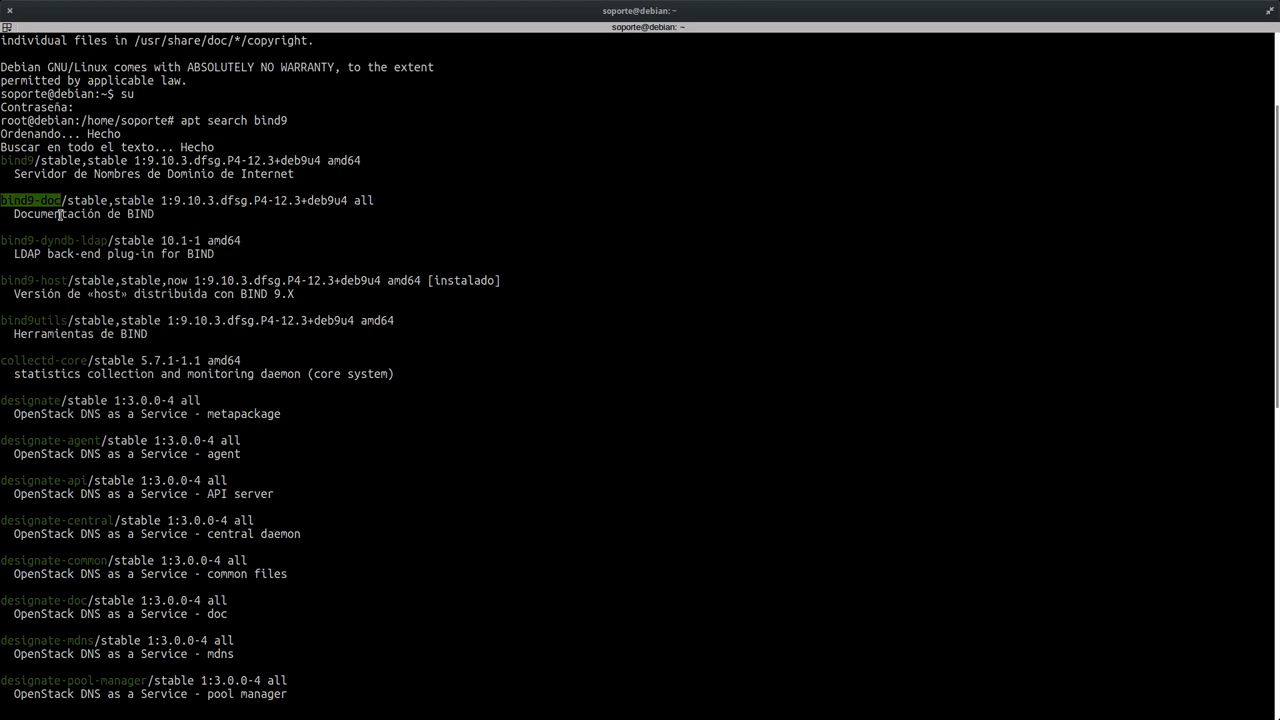 soporte@debian: ~
soporte@debian: ~
individual files in /usr/share/doc/*/copyright.
Debian GNU/Linux comes with ABSOLUTELY NO WARRANTY, to the extent
permitted by applicable law.
soporte@debian:~$ su
Contraseña:
root@debian:/home/soporte# apt search bind9
Ordenando... Hecho
Buscar en todo el texto... Hecho
bind9/stable,stable 1:9.10.3.dfsg.P4-12.3+deb9u4 amd64
Servidor de Nombres de Dominio de Internet
bind9-doc/stable,stable 1:9.10.3.dfsg.P4-12.3+deb9u4 all
Documentación de BIND
bind9-dyndb-ldap/stable 10.1-1 amd64
LDAP back-end plug-in for BIND
bind9-host/stable,stable,now 1:9.10.3.dfsg.P4-12.3+deb9u4 amd64 [instalado]
Versión de «host» distribuida con BIND 9.X
bind9utils/stable,stable 1:9.10.3.dfsg.P4-12.3+deb9u4 amd64
Herramientas de BIND
collectd-core/stable 5.7.1-1.1 amd64
statistics collection and monitoring daemon (core system)
designate/stable 1:3.0.0-4 all
OpenStack DNS as a Service - metapackage
designate-agent/stable 1:3.0.0-4 all
OpenStack DNS as a Service - agent
designate-api/stable 1:3.0.0-4 all
OpenStack DNS as a Service - API server
designate-central/stable 1:3.0.0-4 all
OpenStack DNS as a Service - central daemon
designate-common/stable 1:3.0.0-4 all
OpenStack DNS as a Service - common files
designate-doc/stable 1:3.0.0-4 all
OpenStack DNS as a Service - doc
designate-mdns/stable 1:3.0.0-4 all
OpenStack DNS as a Service - mdns
designate-pool-manager/stable 1:3.0.0-4 all
OpenStack DNS as a Service - pool manager